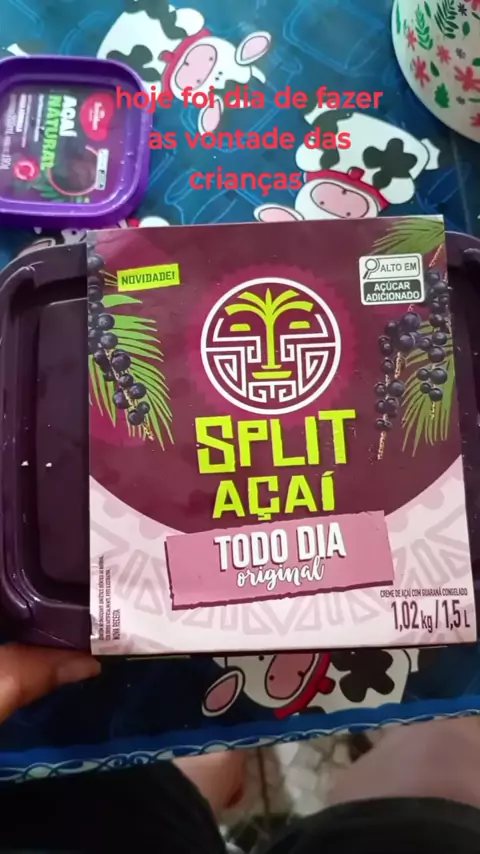 hoje foi dia de fazer
as vontade das
crianças
AÇAÍ
NATURAL
NOVIDADE!
ALTO EM
AÇÚCAR
ADICIONADO
SPLIT
AÇAÍ
TODO DIA
original
CREME DE AÇAÍ COM GUARANÁ CONGELADO
1,02 kg / 1,5 L